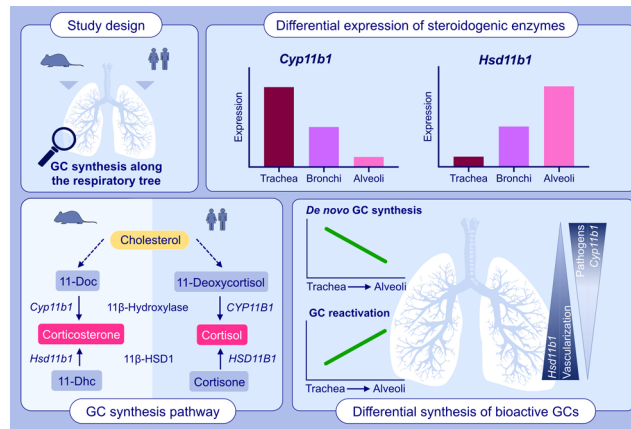 Study design
GC synthesis along
the respiratory tree
Differential expression of steroidogenic enzymes
Cyp11b1
Expression
Trachea Bronchi Alveoli
Hsd11b1
Expression
Trachea Bronchi Alveoli
Cholesterol
11-Doc 11-Deoxycortisol
Cyp11b1 11β-Hydroxylase CYP11B1
Corticosterone Cortisol
Hsd11b1 11β-HSD1 HSD11B1
11-Dhc Cortisone
GC synthesis pathway
De novo GC synthesis
Trachea Alveoli
GC reactivation
Trachea Alveoli
Hsd11b1
Vascularization
Pathogens
Cyp11b1
Differential synthesis of bioactive GCs